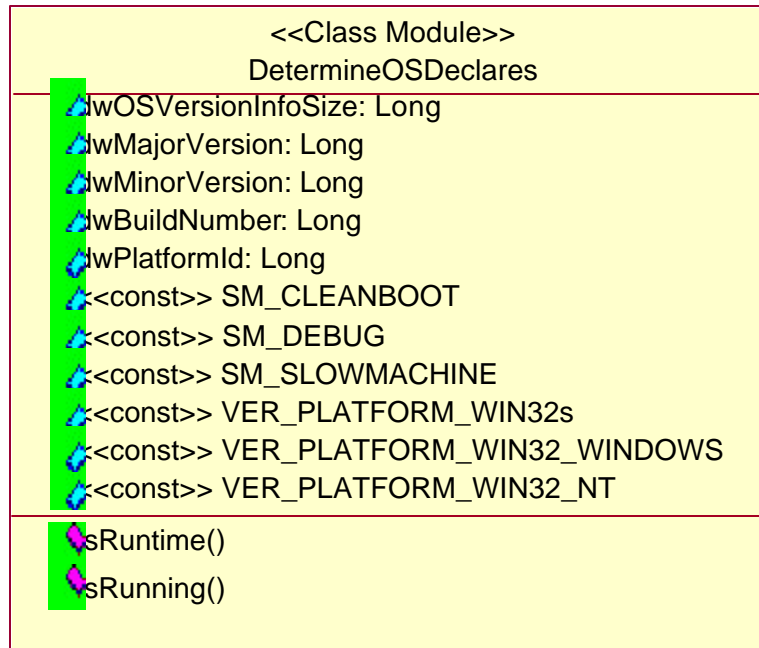 <<Class Module>>
DetermineOSDeclares
dwOSVersionInfoSize: Long
dwMajorVersion: Long
dwMinorVersion: Long
dwBuildNumber: Long
dwPlatformId: Long
<<const>> SM_CLEANBOOT
<<const>> SM_DEBUG
<<const>> SM_SLOWMACHINE
<<const>> VER_PLATFORM_WIN32s
<<const>> VER_PLATFORM_WIN32_WINDOWS
<<const>> VER_PLATFORM_WIN32_NT
sRuntime()
sRunning()